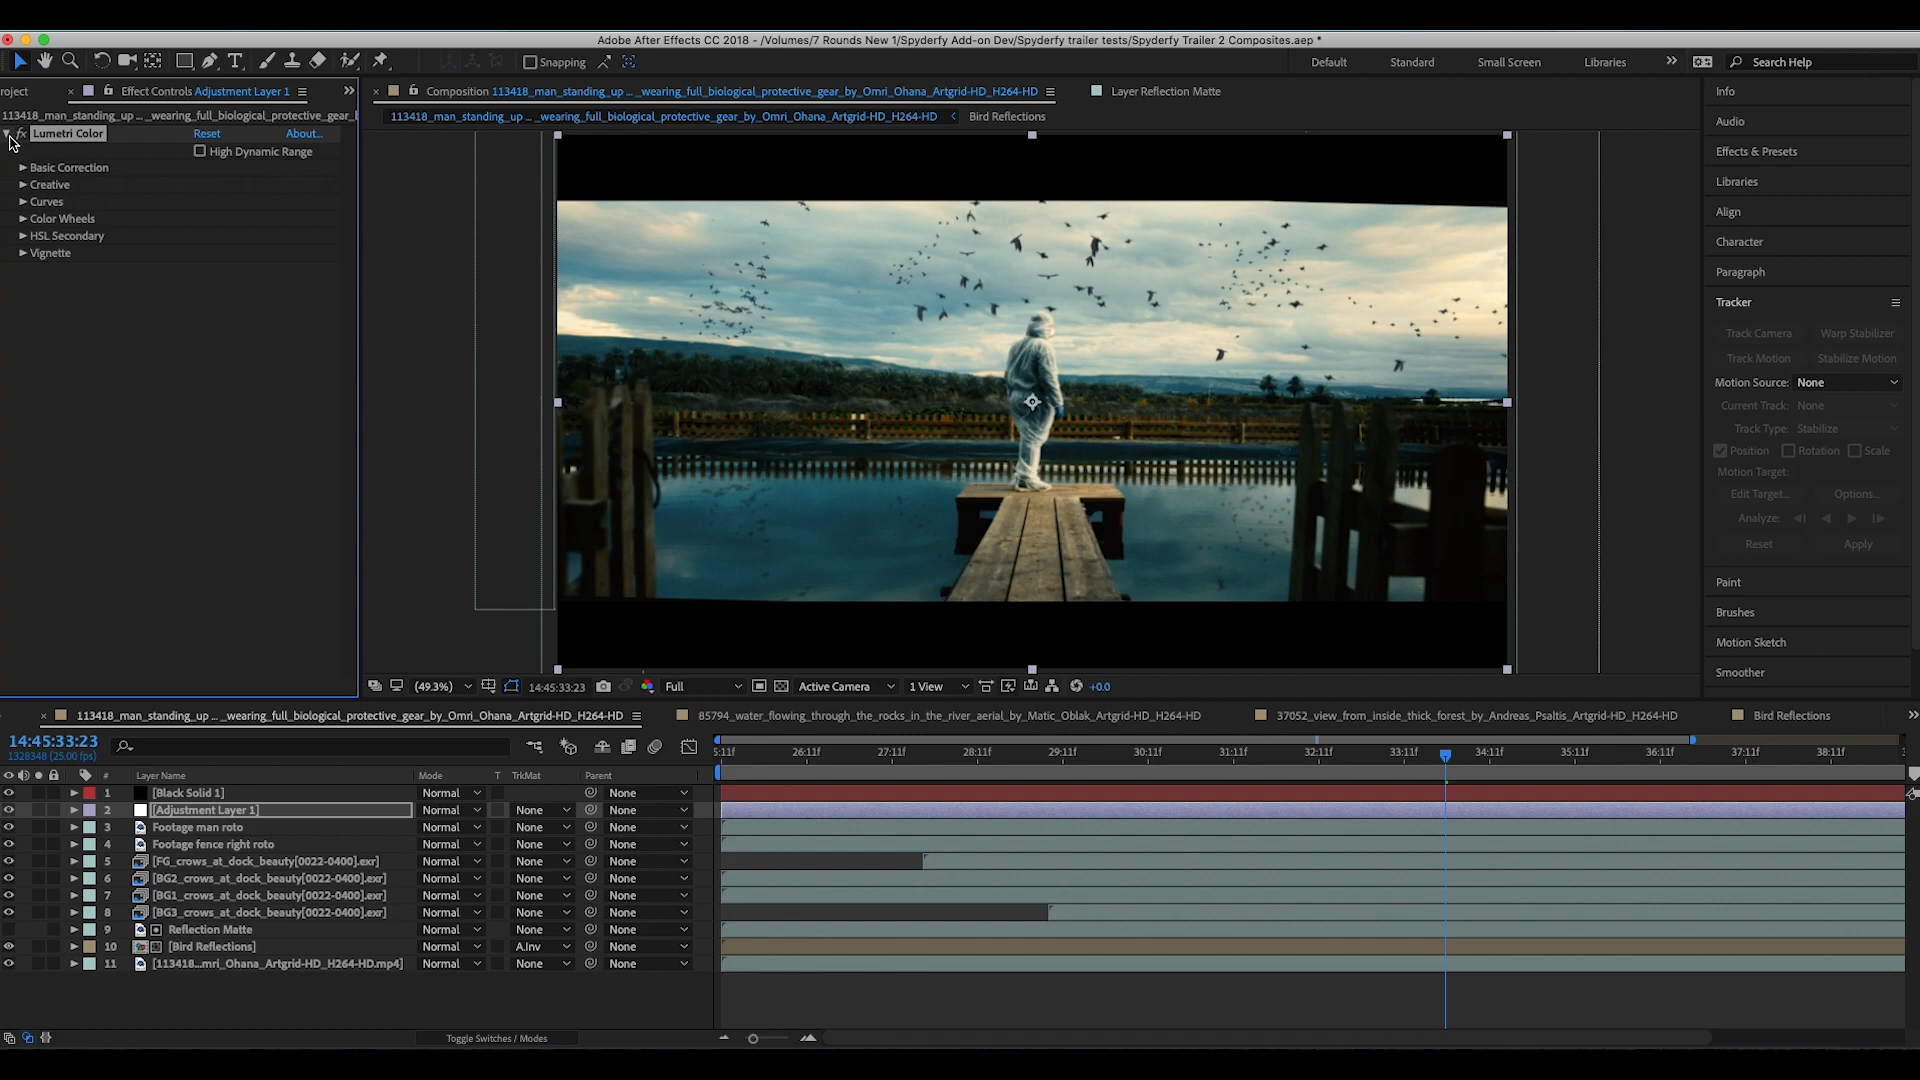 Adobe After Effects CC 2018 - /Volumes/7 Rounds New 1/Spyderfy Add-on Dev/Spyderfy trailer tests/Spyderfy Trailer 2 Composites.aep *
Snapping
Default
Standard
Small Screen
Libraries
Search Help
roject
Effect Controls Adjustment Layer 1
113418_man_standing_up ... _wearing_full_biological_protective_gear_b
Lumetri Color
Reset
About...
High Dynamic Range
Basic Correction
Creative
Curves
Color Wheels
HSL Secondary
Vignette
Composition 113418_man_standing_up ... _wearing_full_biological_protective_gear_by_Omri_Ohana_Artgrid-HD_H264-HD
Layer Reflection Matte
113418_man_standing_up ... _wearing_full_biological_protective_gear_by_Omri_Ohana_Artgrid-HD_H264-HD
Bird Reflections
(49.3%)
14:45:33:23
Full
Active Camera
1 View
+0.0
Info
Audio
Effects & Presets
Libraries
Align
Character
Paragraph
Tracker
Track Camera
Warp Stabilizer
Track Motion
Stabilize Motion
Motion Source: None
Current Track: None
Track Type: Stabilize
Position
Rotation
Scale
Motion Target:
Edit Target...
Options...
Analyze:
Reset
Apply
Paint
Brushes
Motion Sketch
Smoother
113418_man_standing_up ... _wearing_full_biological_protective_gear_by_Omri_Ohana_Artgrid-HD_H264-HD
85794_water_flowing_through_the_rocks_in_the_river_aerial_by_Matic_Oblak_Artgrid-HD_H264-HD
37052_view_from_inside_thick_forest_by_Andreas_Psaltis_Artgrid-HD_H264-HD
Bird Reflections
14:45:33:23
1328348 (25.00 fps)
5:11f 26:11f 27:11f 28:11f 29:11f 30:11f 31:11f 32:11f 33:11f 34:11f 35:11f 36:11f 37:11f 38:11f
# Layer Name Mode T TrkMat Parent
1 [Black Solid 1] Normal None
2 [Adjustment Layer 1] Normal None None
3 Footage man roto Normal None None
4 Footage fence right roto Normal None None
5 [FG_crows_at_dock_beauty[0022-0400].exr] Normal None None
6 [BG2_crows_at_dock_beauty[0022-0400].exr] Normal None None
7 [BG1_crows_at_dock_beauty[0022-0400].exr] Normal None None
8 [BG3_crows_at_dock_beauty[0022-0400].exr] Normal None None
9 Reflection Matte Normal None None
10 [Bird Reflections] Normal A.Inv None
11 [113418...mri_Ohana_Artgrid-HD_H264-HD.mp4] Normal None None
Toggle Switches / Modes